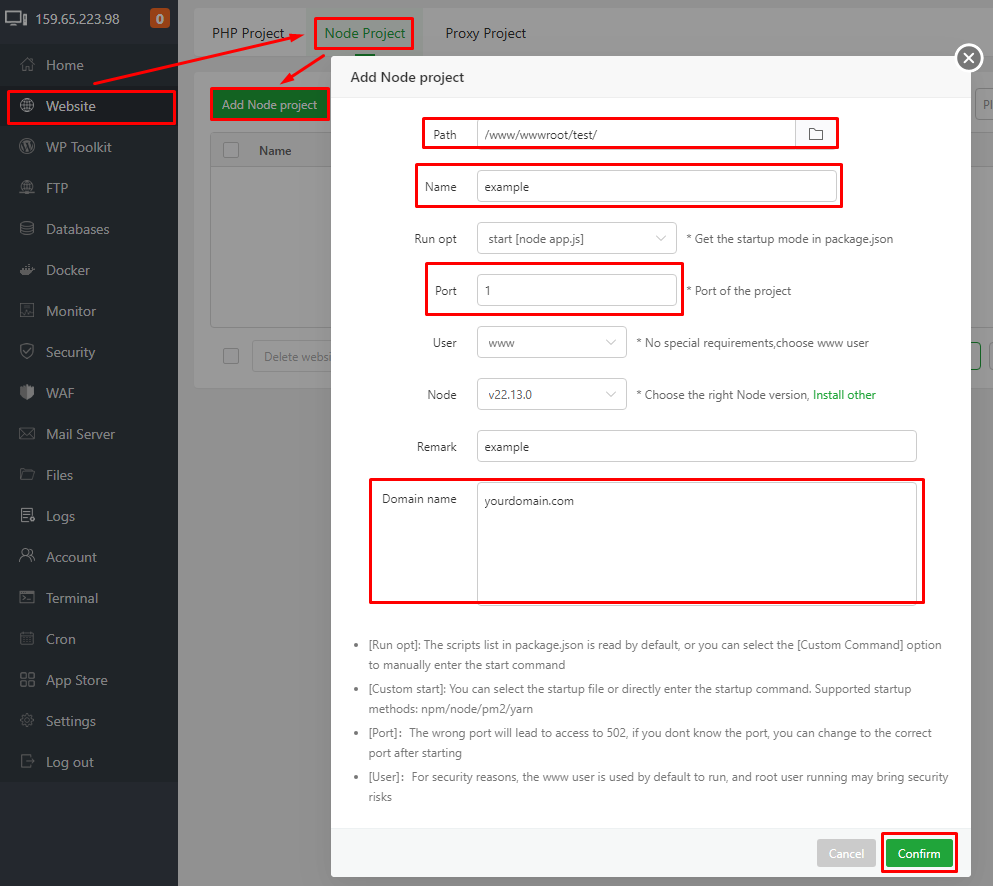 159.65.223.98
0
Home
Website
WP Toolkit
FTP
Databases
Docker
Monitor
Security
WAF
Mail Server
Files
Logs
Account
Terminal
Cron
App Store
Settings
Log out
PHP Project
Node Project
Proxy Project
Add Node project
Name
Delete websi
Pl
Add Node project
Path /www/wwwroot/test/
Name example
Run opt start [node app.js] * Get the startup mode in package.json
Port 1 * Port of the project
User www * No special requirements,choose www user
Node v22.13.0 * Choose the right Node version, Install other
Remark example
Domain name yourdomain.com
• [Run opt]: The scripts list in package.json is read by default, or you can select the [Custom Command] option
to manually enter the start command
• [Custom start]: You can select the startup file or directly enter the startup command. Supported startup
methods: npm/node/pm2/yarn
• [Port]：The wrong port will lead to access to 502, if you dont know the port, you can change to the correct
port after starting
• [User]：For security reasons, the www user is used by default to run, and root user running may bring security
risks
Cancel
Confirm